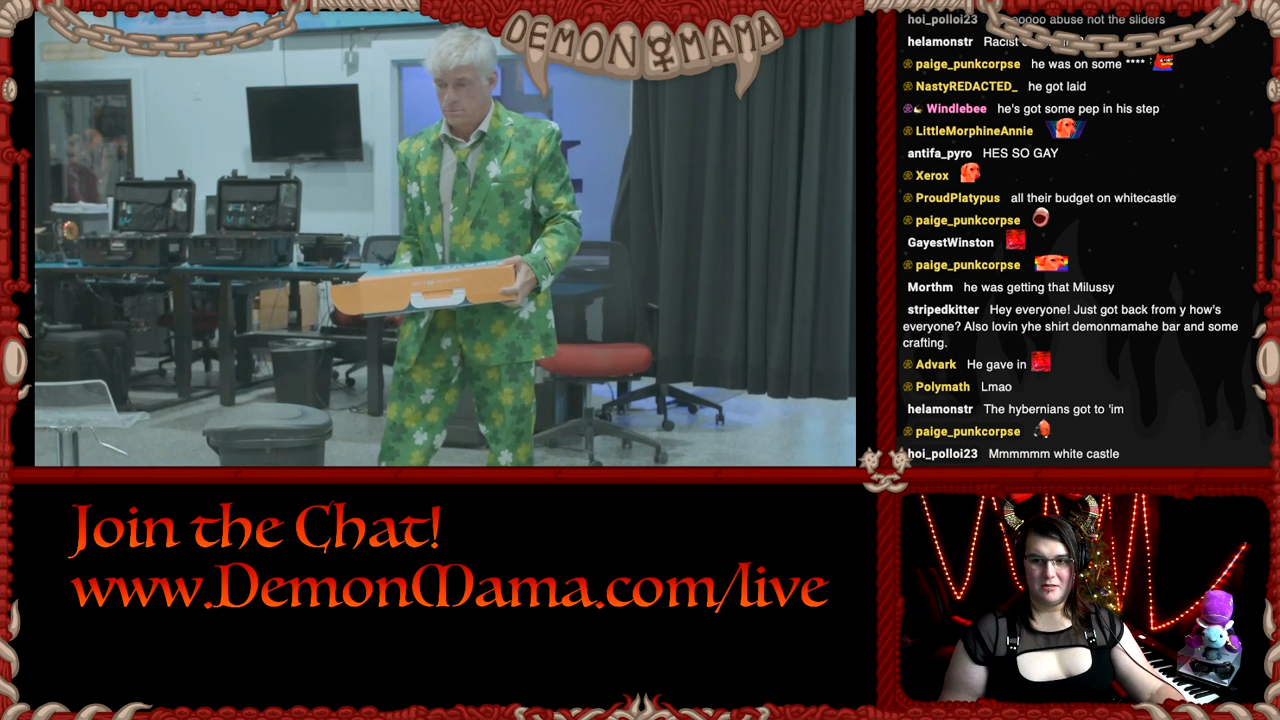 DEMON MAMA
hoi_polloi23 abuse not the sliders
helamonstr Racist
paige_punkcorpse he was on some ****
NastyREDACTED_ he got laid
Windlebee he's got some pep in his step
LittleMorphineAnnie
antifa_pyro HES SO GAY
Xerox
ProudPlatypus all their budget on whitecastle
paige_punkcorpse
GayestWinston
paige_punkcorpse
Morthm he was getting that Milussy
stripedkitter Hey everyone! Just got back from y how's
everyone? Also lovin yhe shirt demonmamahe bar and some
crafting.
Advark He gave in
Polymath Lmao
helamonstr The hybernians got to 'im
paige_punkcorpse
hoi_polloi23 Mmmmmm white castle
Join the Chat!
www.DemonMama.com/live